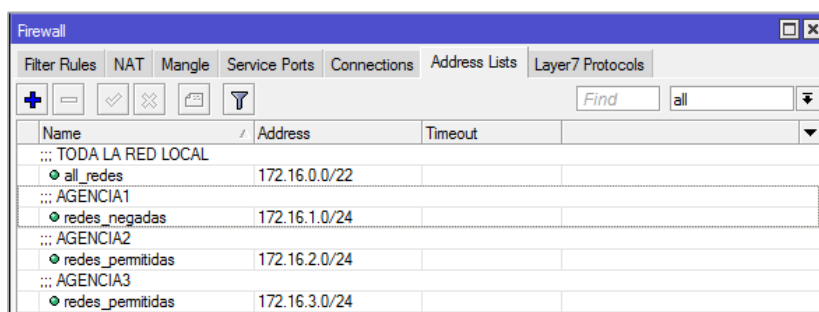 Firewall
Filter Rules NAT Mangle Service Ports Connections Address Lists Layer7 Protocols
Find all
Name Address Timeout
::: TODA LA RED LOCAL
all_redes 172.16.0.0/22
::: AGENCIA1
redes_negadas 172.16.1.0/24
::: AGENCIA2
redes_permitidas 172.16.2.0/24
::: AGENCIA3
redes_permitidas 172.16.3.0/24